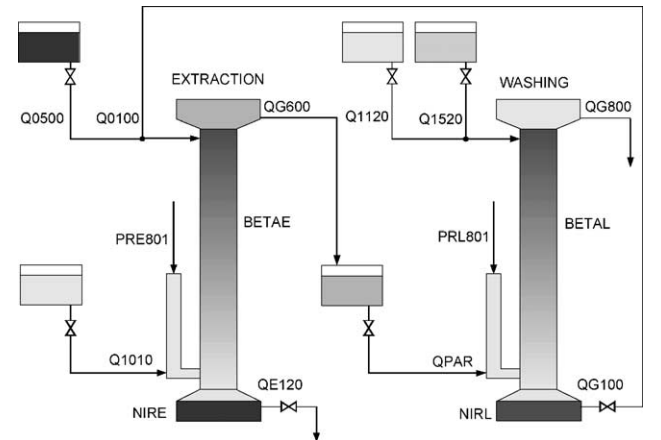 EXTRACTION
WASHING
QG600
QG800
Q0500
Q0100
Q1120
Q1520
PRE801
BETAE
PRL801
BETAL
Q1010
QPAR
QE120
QG100
NIRE
NIRL